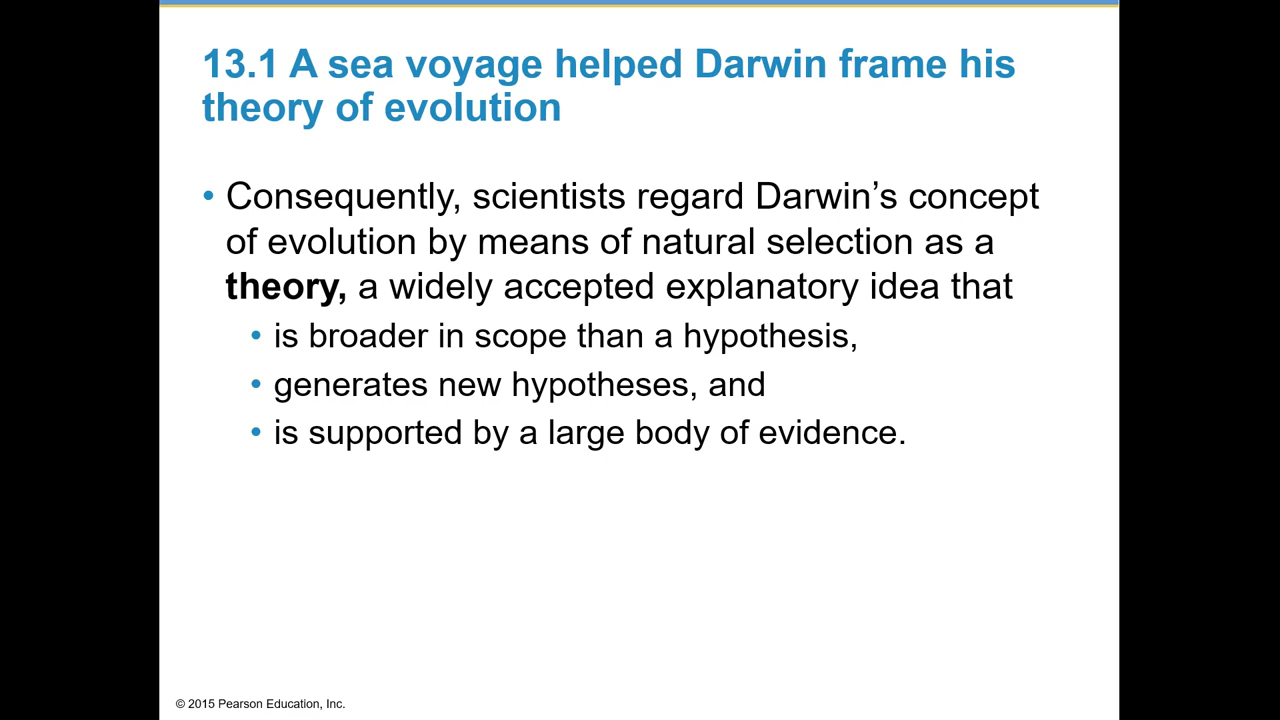 13.1 A sea voyage helped Darwin frame his
theory of evolution
• Consequently, scientists regard Darwin’s concept
of evolution by means of natural selection as a
theory, a widely accepted explanatory idea that
• is broader in scope than a hypothesis,
• generates new hypotheses, and
• is supported by a large body of evidence.
© 2015 Pearson Education, Inc.